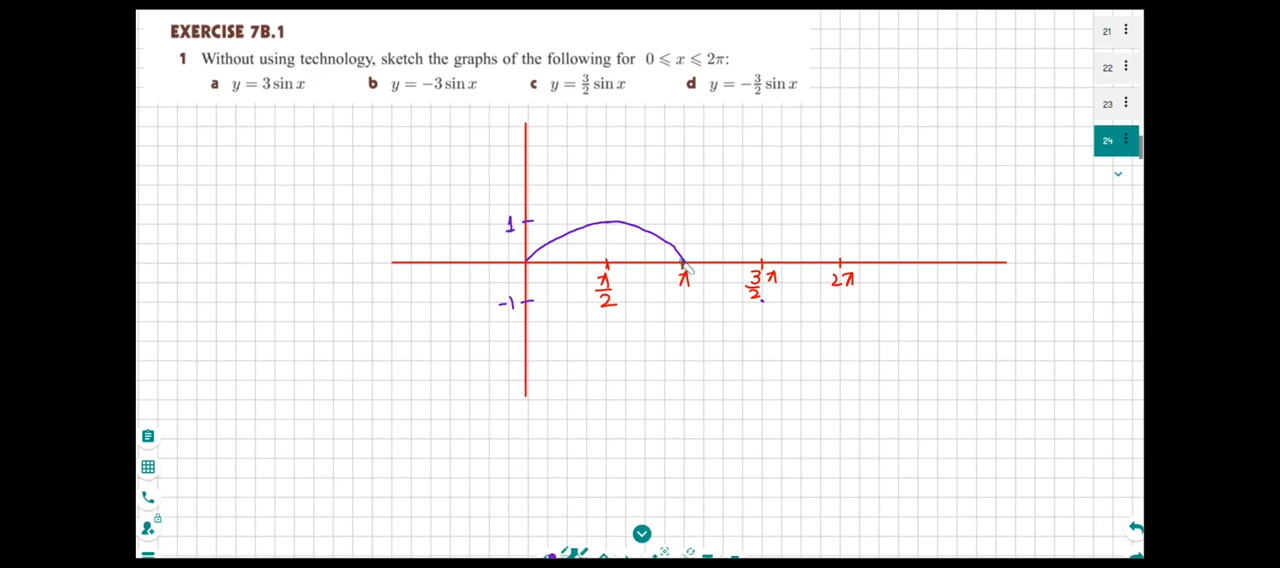 EXERCISE 7B.1
1 Without using technology, sketch the graphs of the following for 0 ⩽ x ⩽ 2π:
a y = 3 sin x b y = −3 sin x c y = 3/2 sin x d y = −3/2 sin x
21
22
23
24
1
π/2 π 3/2 π 2π
-1